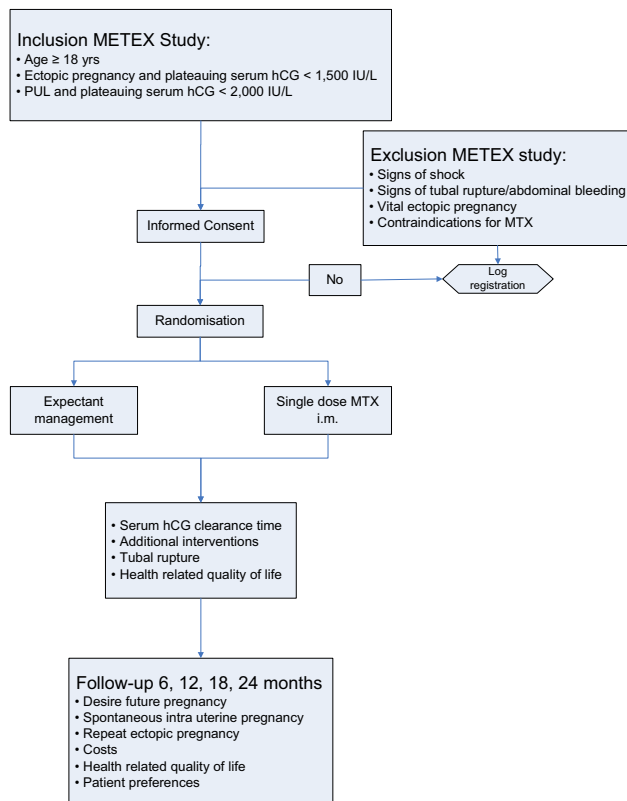 Inclusion METEX Study:
• Age ≥ 18 yrs
• Ectopic pregnancy and plateauing serum hCG < 1,500 IU/L
• PUL and plateauing serum hCG < 2,000 IU/L
Exclusion METEX study:
• Signs of shock
• Signs of tubal rupture/abdominal bleeding
• Vital ectopic pregnancy
• Contraindications for MTX
Informed Consent
No
Log
registration
Randomisation
Expectant
management
Single dose MTX
i.m.
• Serum hCG clearance time
• Additional interventions
• Tubal rupture
• Health related quality of life
Follow-up 6, 12, 18, 24 months
• Desire future pregnancy
• Spontaneous intra uterine pregnancy
• Repeat ectopic pregnancy
• Costs
• Health related quality of life
• Patient preferences